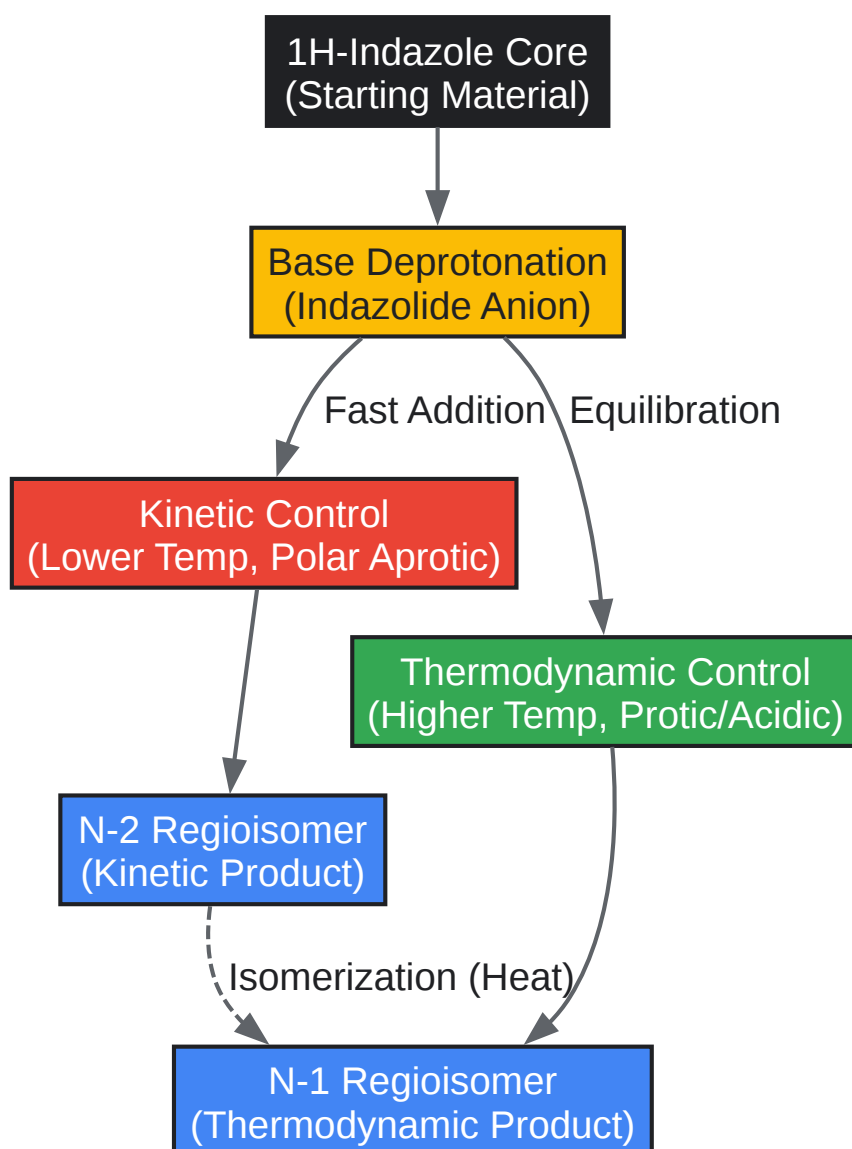 1H-Indazole Core
(Starting Material)
Base Deprotonation
(Indazolide Anion)
Fast Addition
Equilibration
Kinetic Control
(Lower Temp, Polar Aprotic)
Thermodynamic Control
(Higher Temp, Protic/Acidic)
N-2 Regioisomer
(Kinetic Product)
Isomerization (Heat)
N-1 Regioisomer
(Thermodynamic Product)